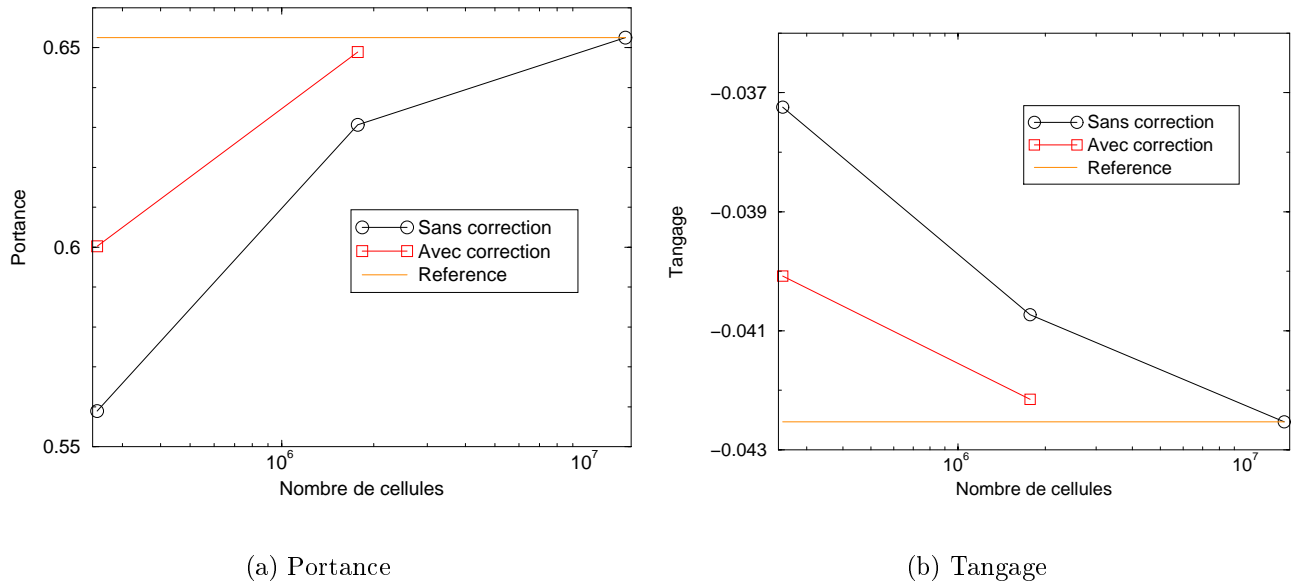 0.65
0.6
0.55
Portance
10^6
10^7
Nombre de cellules
Sans correction
Avec correction
Reference
(a) Portance
−0.037
−0.039
−0.041
−0.043
Tangage
10^6
10^7
Nombre de cellules
Sans correction
Avec correction
Reference
(b) Tangage